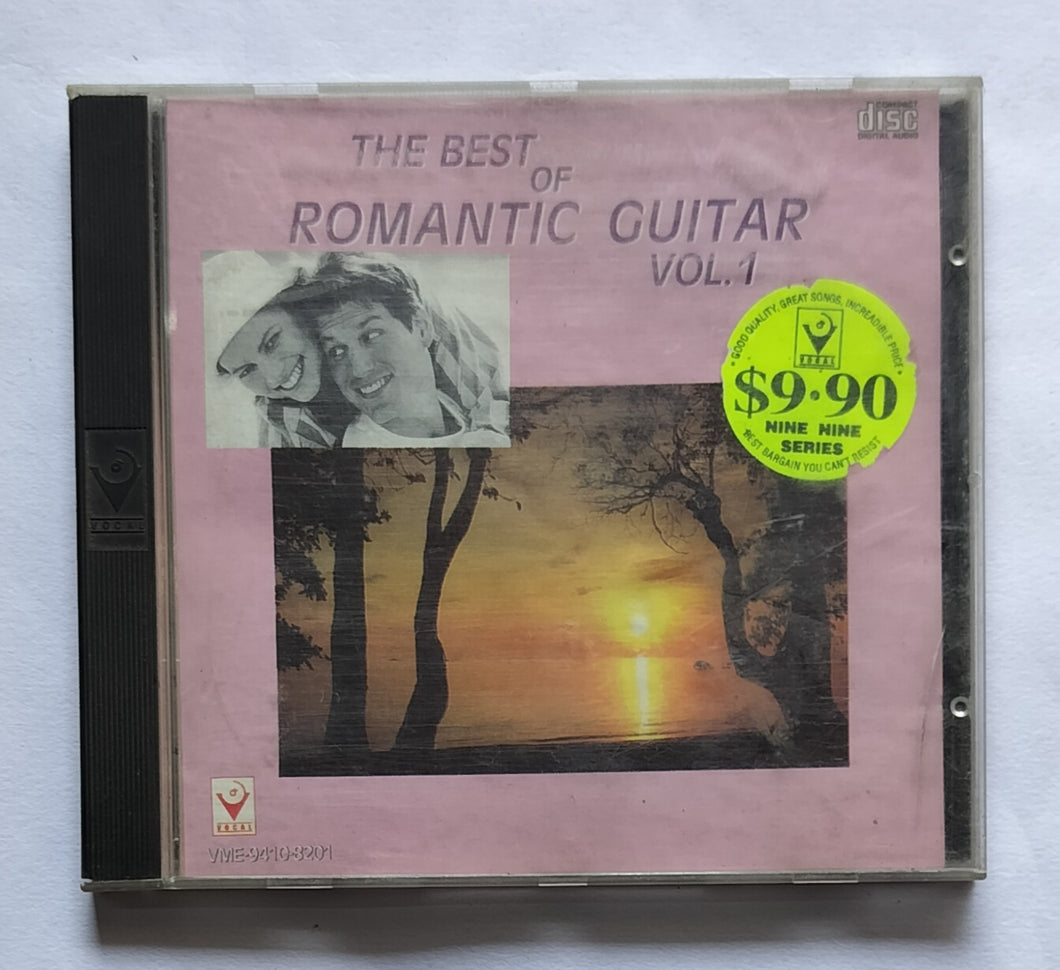 COMPACT
disc
DIGITAL AUDIO
THE BEST
OF
ROMANTIC GUITAR
VOL.1
• GOOD QUALITY, GREAT SONGS, INCREADIBLE PRICE •
VOCAL
$9.90
NINE NINE
SERIES
BEST BARGAIN YOU CAN'T RESIST
VOCAL
VOCAL
VME-9410-8201